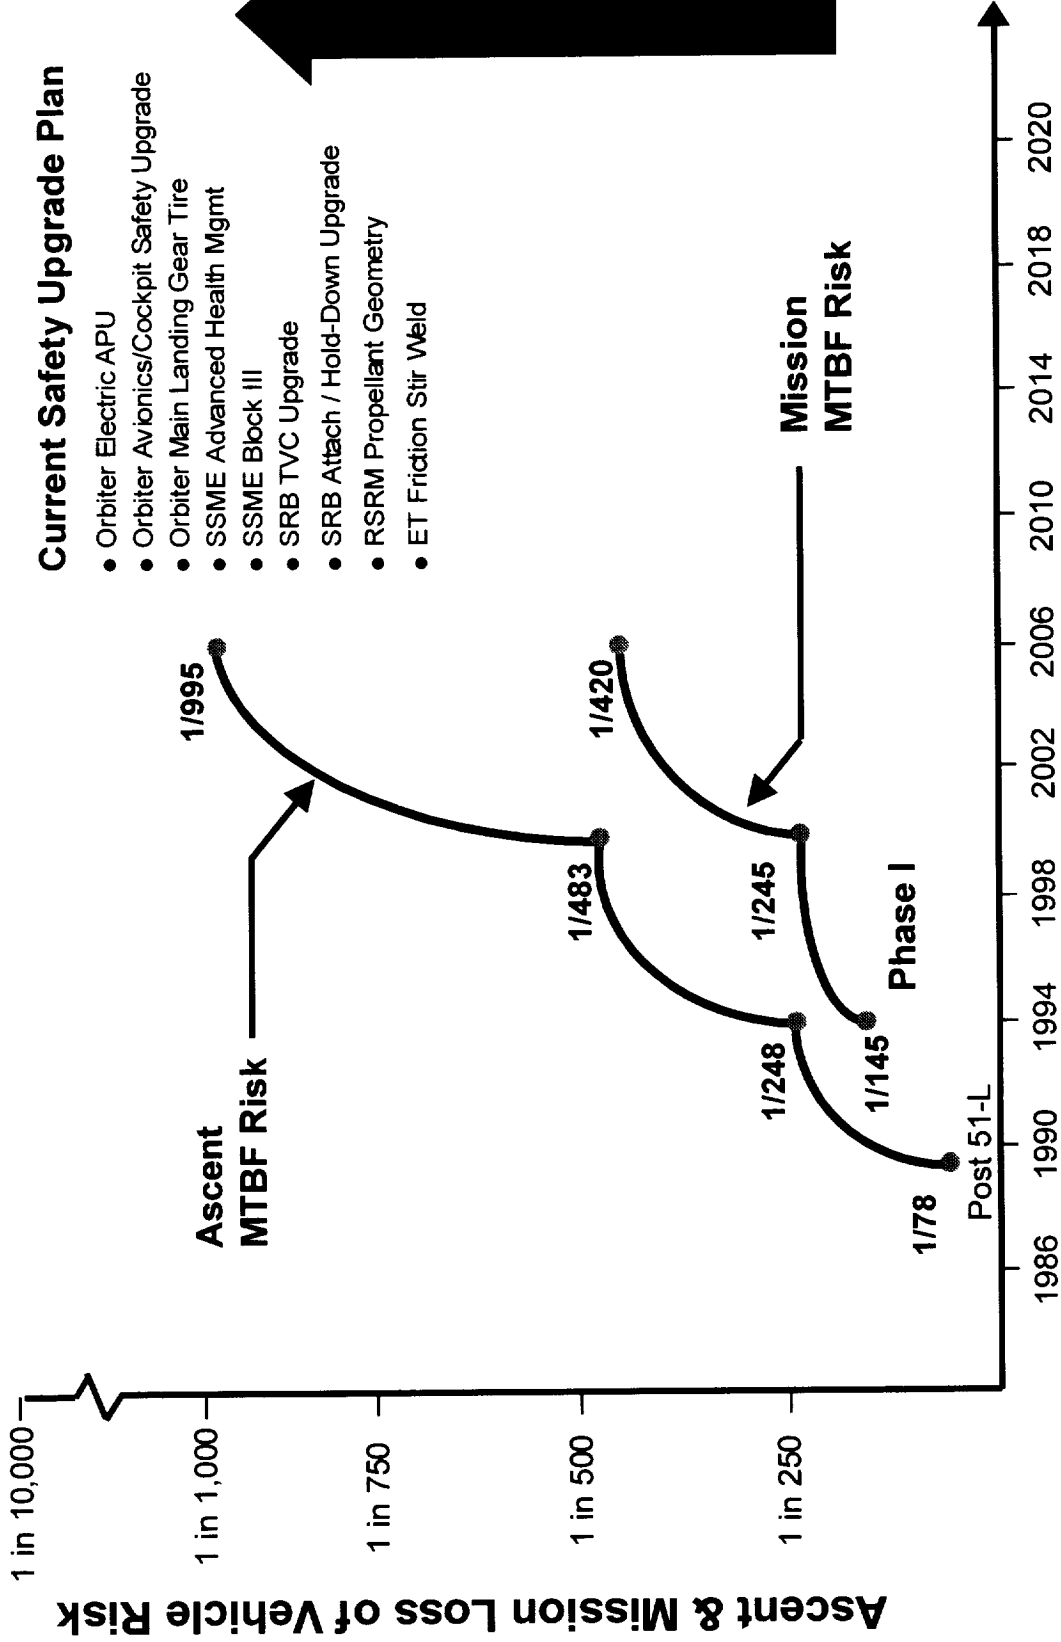 Ascent & Mission Loss of Vehicle Risk
1 in 10,000
1 in 1,000
1 in 750
1 in 500
1 in 250
Current Safety Upgrade Plan
• Orbiter Electric APU
• Orbiter Avionics/Cockpit Safety Upgrade
• Orbiter Main Landing Gear Tire
• SSME Advanced Health Mgmt
• SSME Block III
• SRB TVC Upgrade
• SRB Attach / Hold-Down Upgrade
• RSRM Propellant Geometry
• ET Friction Stir Weld
Ascent
MTBF Risk
1/995
1/483
1/420
1/248
1/245
1/145
1/78
Mission
MTBF Risk
Phase I
Post 51-L
1986 1990 1994 1998 2002 2006 2010 2014 2018 2020